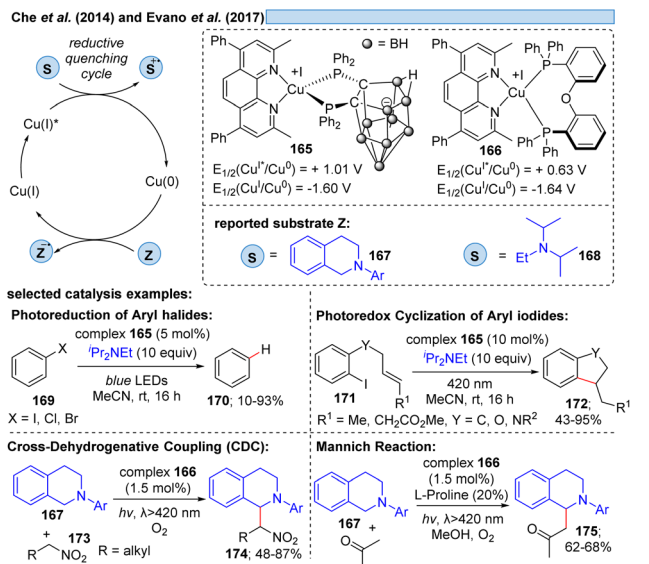 Che et al. (2014) and Evano et al. (2017)
reductive
quenching
cycle
S
S•+
Cu(I)*
Cu(I)
Cu(0)
Z•−
Z
Ph
Me
N
N
+I
Cu
Ph2
P
P
Ph2
C
C
H
= BH
Ph
Me
165
E1/2(CuI*/Cu0) = + 1.01 V
E1/2(CuI/Cu0) = -1.60 V
Ph
Me
N
N
+I
Cu
Ph Ph
P
O
P
Ph Ph
Ph
Me
166
E1/2(CuI*/Cu0) = + 0.63 V
E1/2(CuI/Cu0) = -1.64 V
reported substrate Z:
S = N Ar 167
S = Et N 168
selected catalysis examples:
Photoreduction of Aryl halides:
X
169
complex 165 (5 mol%)
iPr2NEt (10 equiv)
blue LEDs
MeCN, rt, 16 h
H
170; 10-93%
X = I, Cl, Br
Photoredox Cyclization of Aryl iodides:
Y
I
R1
171
complex 165 (10 mol%)
iPr2NEt (10 equiv)
420 nm
MeCN, rt, 16 h
Y
R1
172;
43-95%
R1 = Me, CH2CO2Me, Y = C, O, NR2
Cross-Dehydrogenative Coupling (CDC):
N Ar
167
+
173
R NO2 R = alkyl
complex 166
(1.5 mol%)
hv, λ>420 nm
O2
N Ar
R NO2
174; 48-87%
Mannich Reaction:
N Ar
167 +
O
complex 166
(1.5 mol%)
L-Proline (20%)
hv, λ>420 nm
MeOH, O2
N Ar
O
175;
62-68%